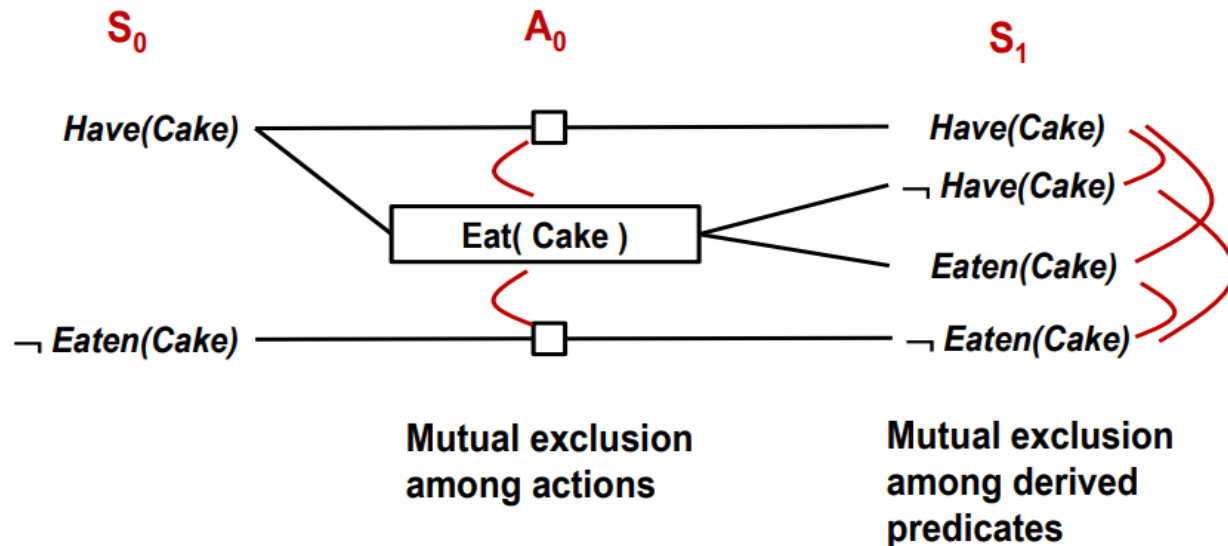 S₀ A₀ S₁
Have(Cake) Have(Cake)
¬ Have(Cake)
Eat( Cake )
Eaten(Cake)
¬ Eaten(Cake) ¬ Eaten(Cake)
Mutual exclusion
among actions
Mutual exclusion
among derived
predicates